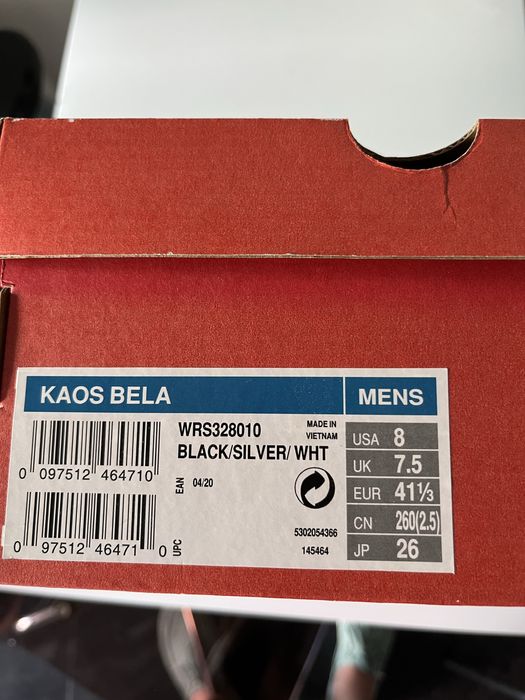 KAOS BELA
MENS
WRS328010
MADE IN
VIETNAM
BLACK/SILVER/ WHT
0 097512 464710
EAN
04/20
0 97512 46471 0
UPC
5302054366
145464
USA 8
UK 7.5
EUR 41⅓
CN 260(2.5)
JP 26